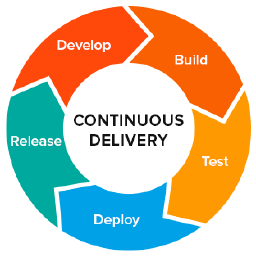 Develop
Build
CONTINUOUS
DELIVERY
Release
Test
Deploy